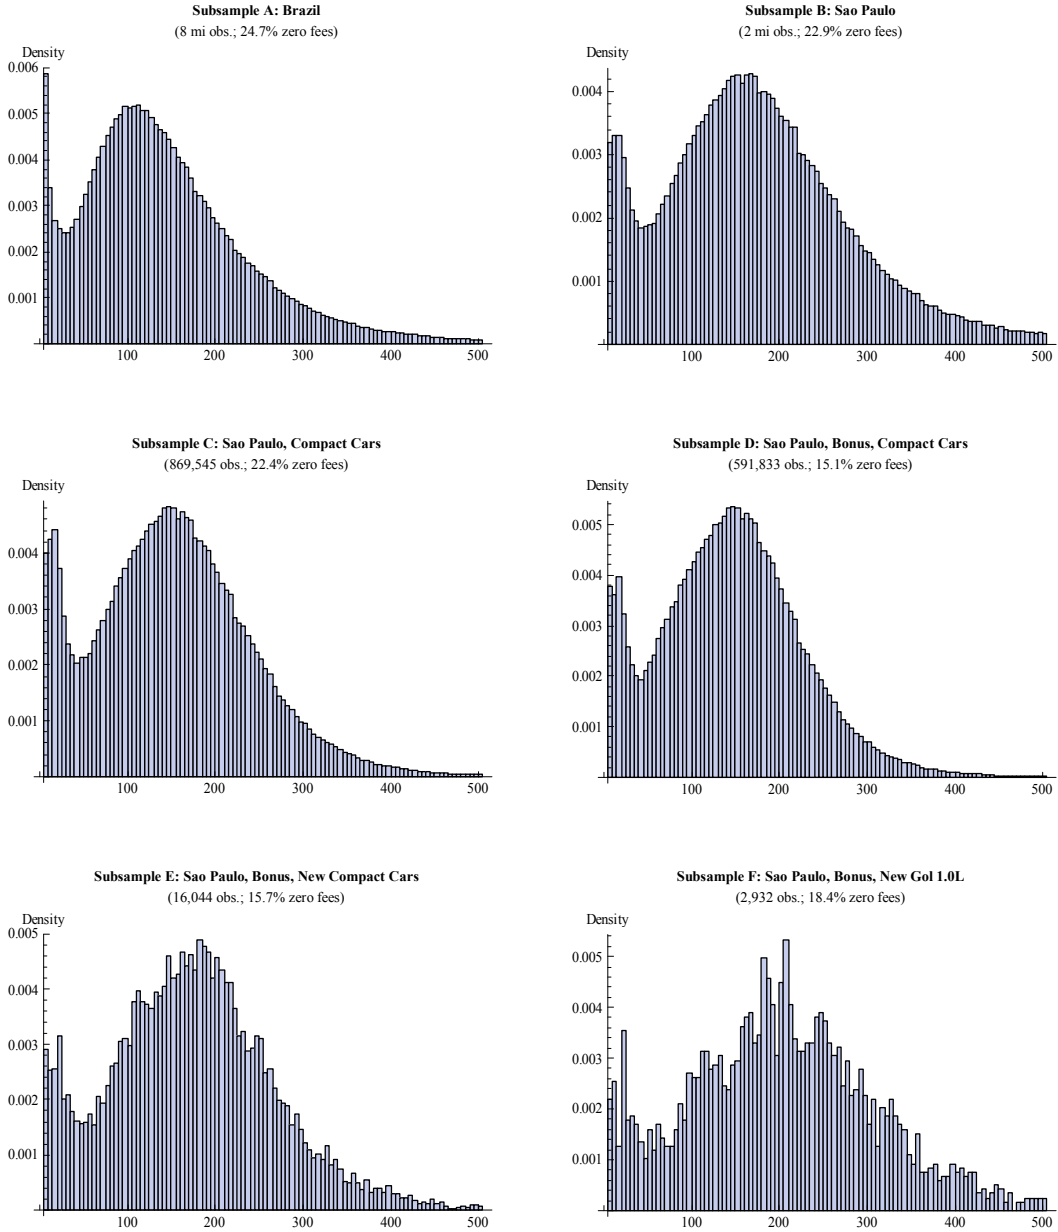 Subsample A: Brazil
(8 mi obs.; 24.7% zero fees)
Density
0.006
0.005
0.004
0.003
0.002
0.001
100 200 300 400 500
Subsample B: Sao Paulo
(2 mi obs.; 22.9% zero fees)
Density
0.004
0.003
0.002
0.001
100 200 300 400 500
Subsample C: Sao Paulo, Compact Cars
(869,545 obs.; 22.4% zero fees)
Density
0.004
0.003
0.002
0.001
100 200 300 400 500
Subsample D: Sao Paulo, Bonus, Compact Cars
(591,833 obs.; 15.1% zero fees)
Density
0.005
0.004
0.003
0.002
0.001
100 200 300 400 500
Subsample E: Sao Paulo, Bonus, New Compact Cars
(16,044 obs.; 15.7% zero fees)
Density
0.005
0.004
0.003
0.002
0.001
100 200 300 400 500
Subsample F: Sao Paulo, Bonus, New Gol 1.0L
(2,932 obs.; 18.4% zero fees)
Density
0.005
0.004
0.003
0.002
0.001
100 200 300 400 500